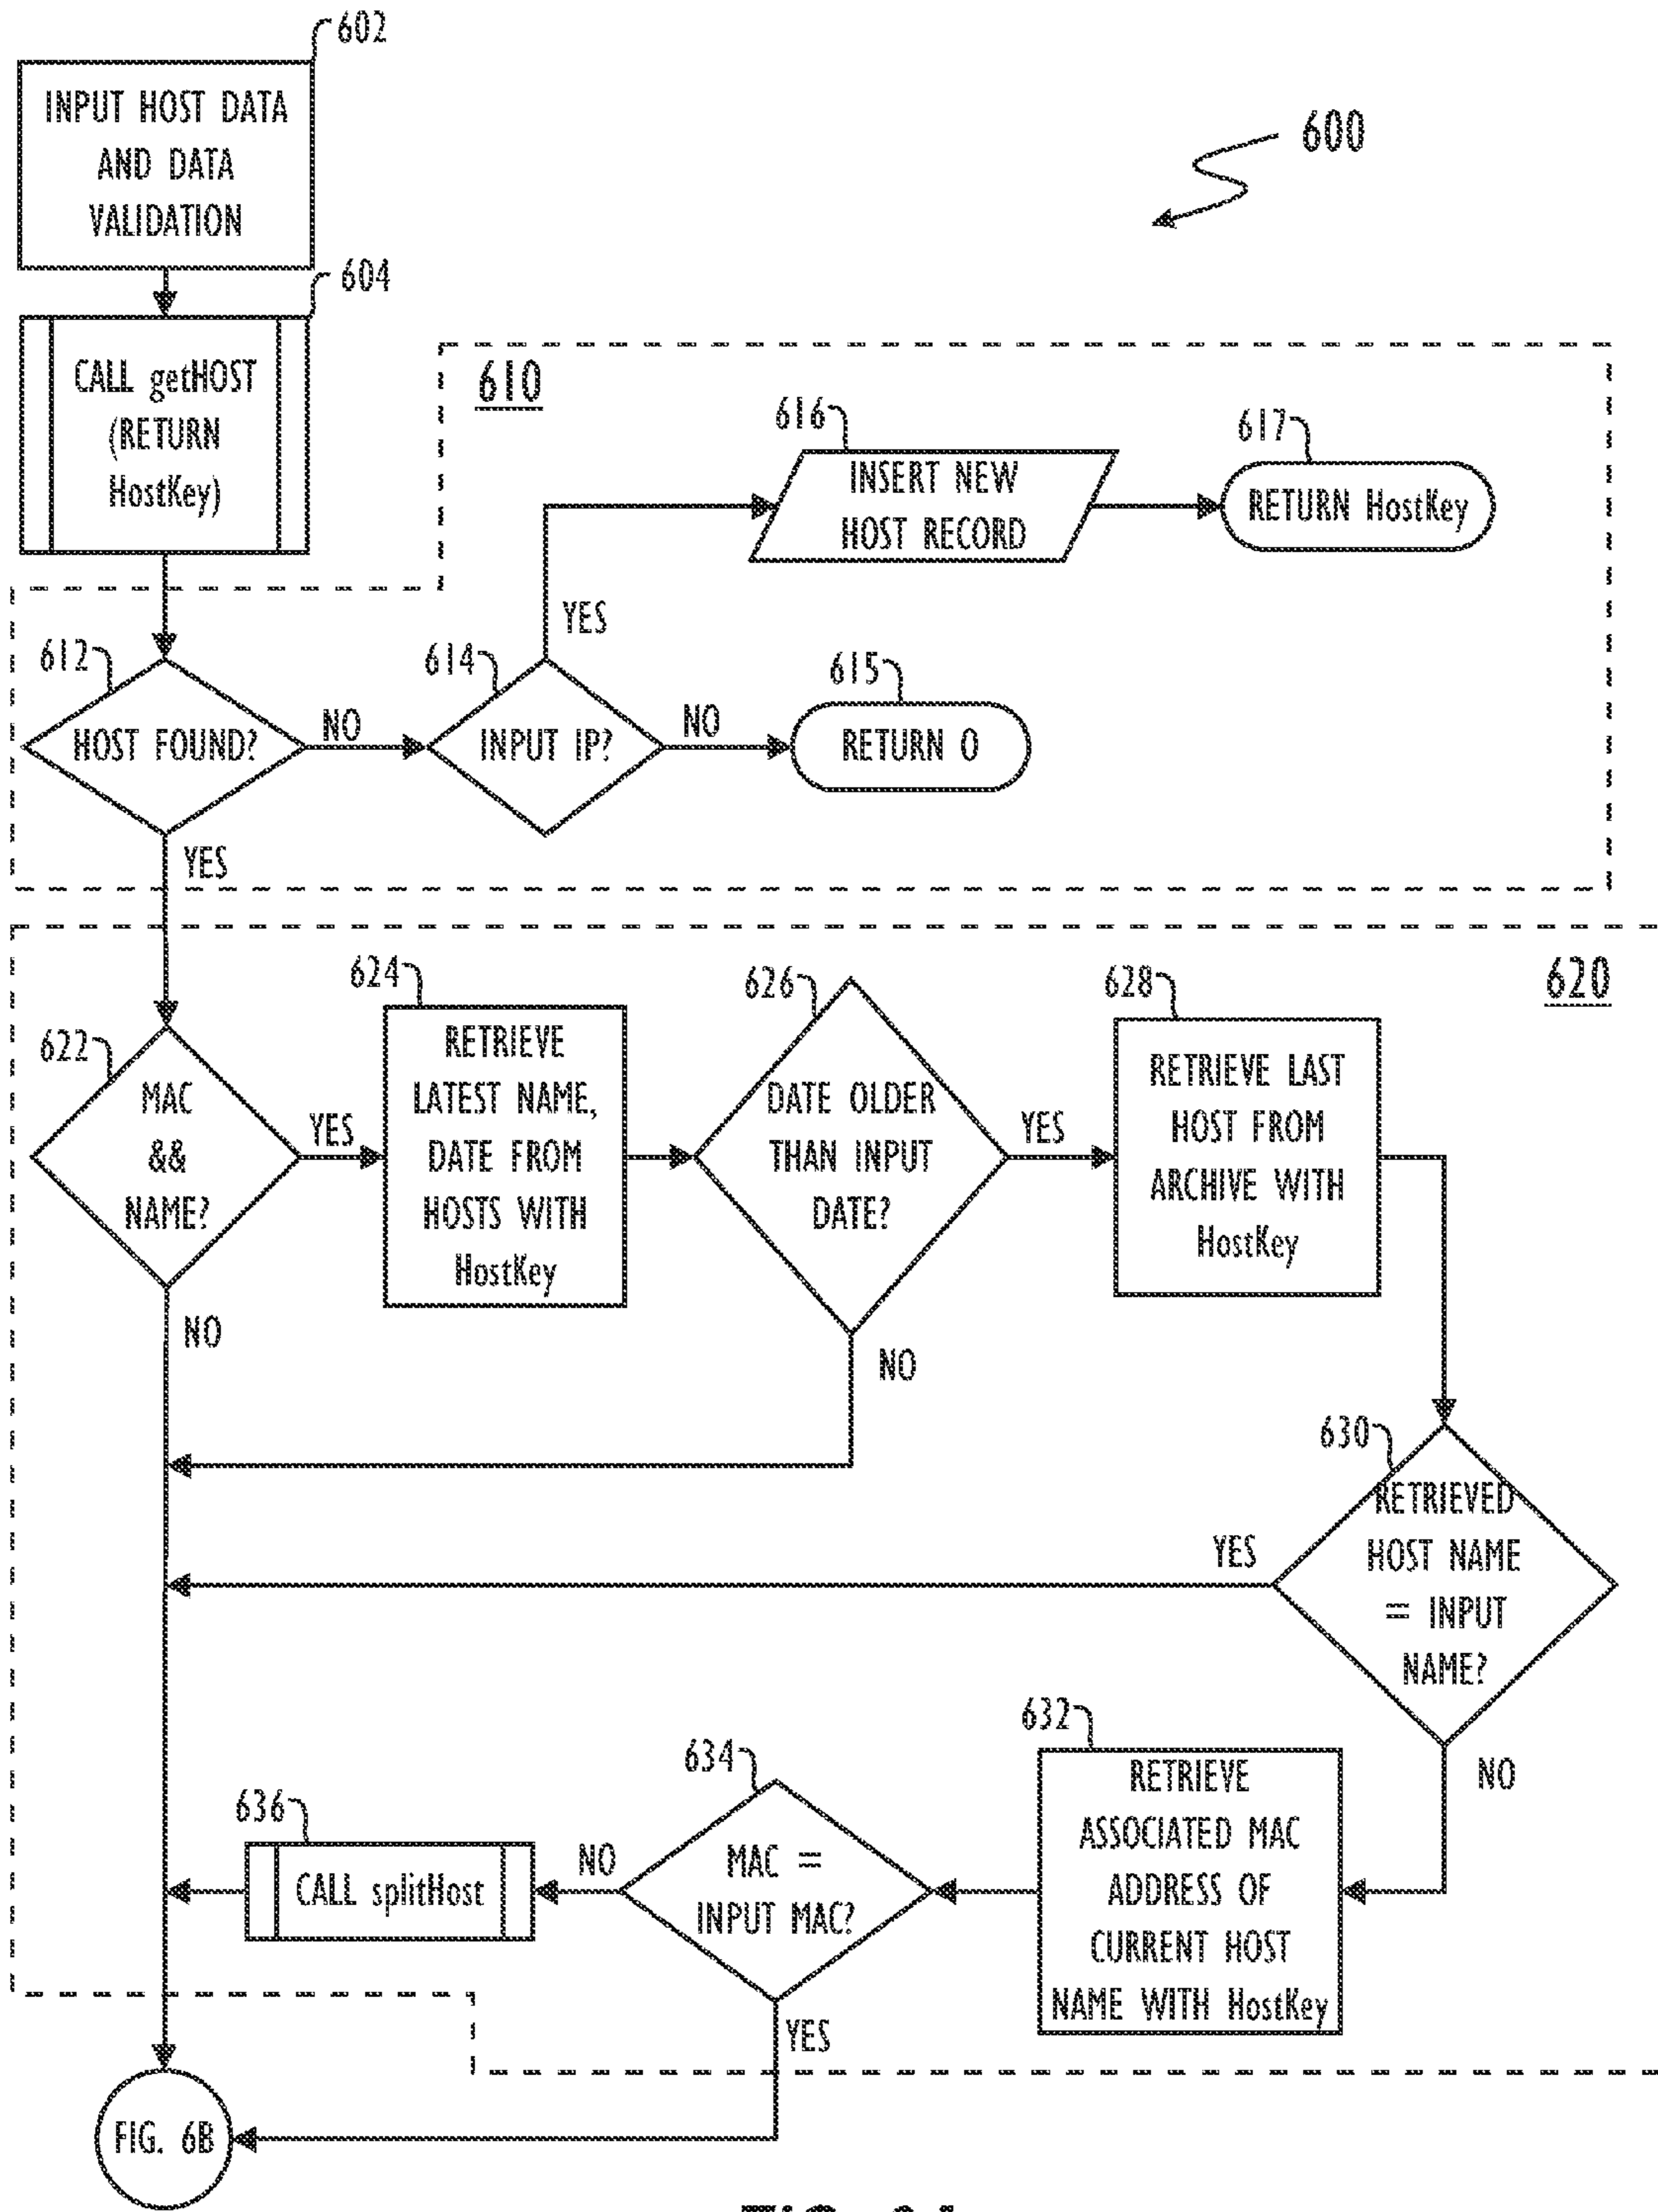 602
INPUT HOST DATA
AND DATA
VALIDATION
600
604
CALL getHOST
(RETURN
HostKey)
610
616
INSERT NEW
HOST RECORD
617
RETURN HostKey
YES
612
HOST FOUND?
NO
614
INPUT IP?
NO
615
RETURN 0
YES
620
622
MAC
&&
NAME?
YES
624
RETRIEVE
LATEST NAME,
DATE FROM
HOSTS WITH
HostKey
626
DATE OLDER
THAN INPUT
DATE?
YES
628
RETRIEVE LAST
HOST FROM
ARCHIVE WITH
HostKey
NO
NO
630
RETRIEVED
HOST NAME
= INPUT
NAME?
YES
NO
632
RETRIEVE
ASSOCIATED MAC
ADDRESS OF
CURRENT HOST
NAME WITH HostKey
634
MAC =
INPUT MAC?
NO
636
CALL splitHost
YES
FIG. 6B